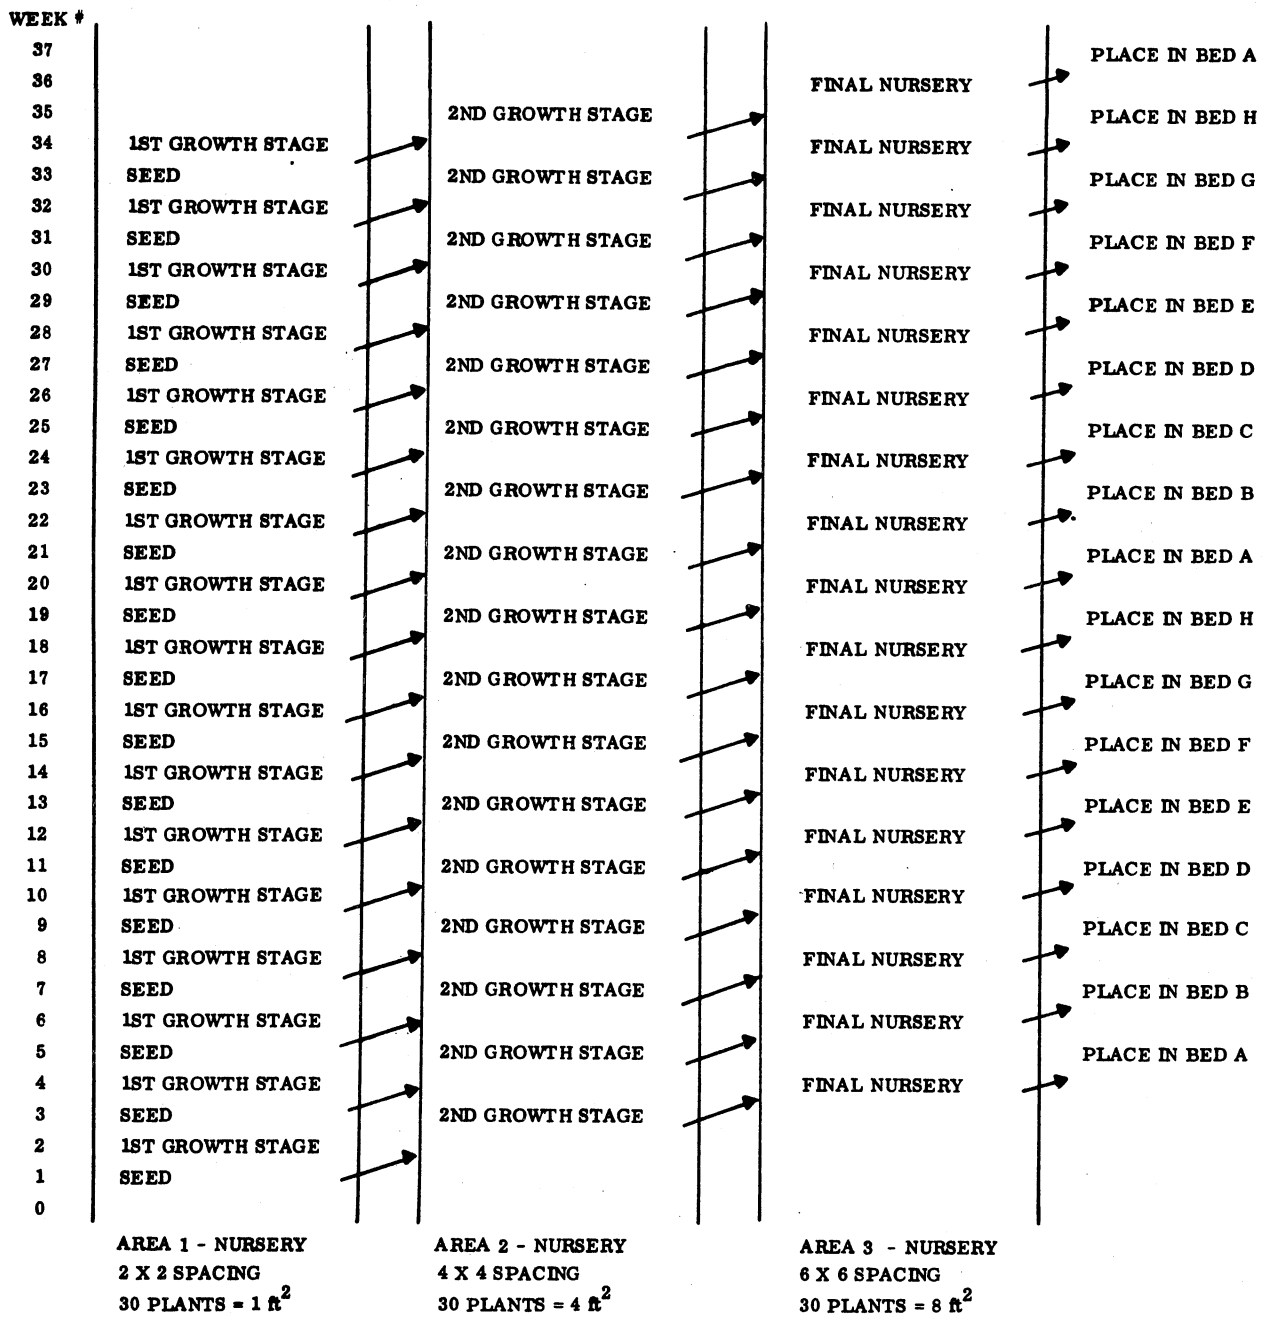 WEEK #
37 PLACE IN BED A
36 FINAL NURSERY
35 2ND GROWTH STAGE PLACE IN BED H
34 1ST GROWTH STAGE FINAL NURSERY
33 SEED 2ND GROWTH STAGE PLACE IN BED G
32 1ST GROWTH STAGE FINAL NURSERY
31 SEED 2ND GROWTH STAGE PLACE IN BED F
30 1ST GROWTH STAGE FINAL NURSERY
29 SEED 2ND GROWTH STAGE PLACE IN BED E
28 1ST GROWTH STAGE FINAL NURSERY
27 SEED 2ND GROWTH STAGE PLACE IN BED D
26 1ST GROWTH STAGE FINAL NURSERY
25 SEED 2ND GROWTH STAGE PLACE IN BED C
24 1ST GROWTH STAGE FINAL NURSERY
23 SEED 2ND GROWTH STAGE PLACE IN BED B
22 1ST GROWTH STAGE FINAL NURSERY
21 SEED 2ND GROWTH STAGE PLACE IN BED A
20 1ST GROWTH STAGE FINAL NURSERY
19 SEED 2ND GROWTH STAGE PLACE IN BED H
18 1ST GROWTH STAGE FINAL NURSERY
17 SEED 2ND GROWTH STAGE PLACE IN BED G
16 1ST GROWTH STAGE FINAL NURSERY
15 SEED 2ND GROWTH STAGE PLACE IN BED F
14 1ST GROWTH STAGE FINAL NURSERY
13 SEED 2ND GROWTH STAGE PLACE IN BED E
12 1ST GROWTH STAGE FINAL NURSERY
11 SEED 2ND GROWTH STAGE PLACE IN BED D
10 1ST GROWTH STAGE FINAL NURSERY
9 SEED 2ND GROWTH STAGE PLACE IN BED C
8 1ST GROWTH STAGE FINAL NURSERY
7 SEED 2ND GROWTH STAGE PLACE IN BED B
6 1ST GROWTH STAGE FINAL NURSERY
5 SEED 2ND GROWTH STAGE PLACE IN BED A
4 1ST GROWTH STAGE FINAL NURSERY
3 SEED 2ND GROWTH STAGE
2 1ST GROWTH STAGE
1 SEED
0
AREA 1 - NURSERY
2 X 2 SPACING
30 PLANTS = 1 ft²
AREA 2 - NURSERY
4 X 4 SPACING
30 PLANTS = 4 ft²
AREA 3 - NURSERY
6 X 6 SPACING
30 PLANTS = 8 ft²